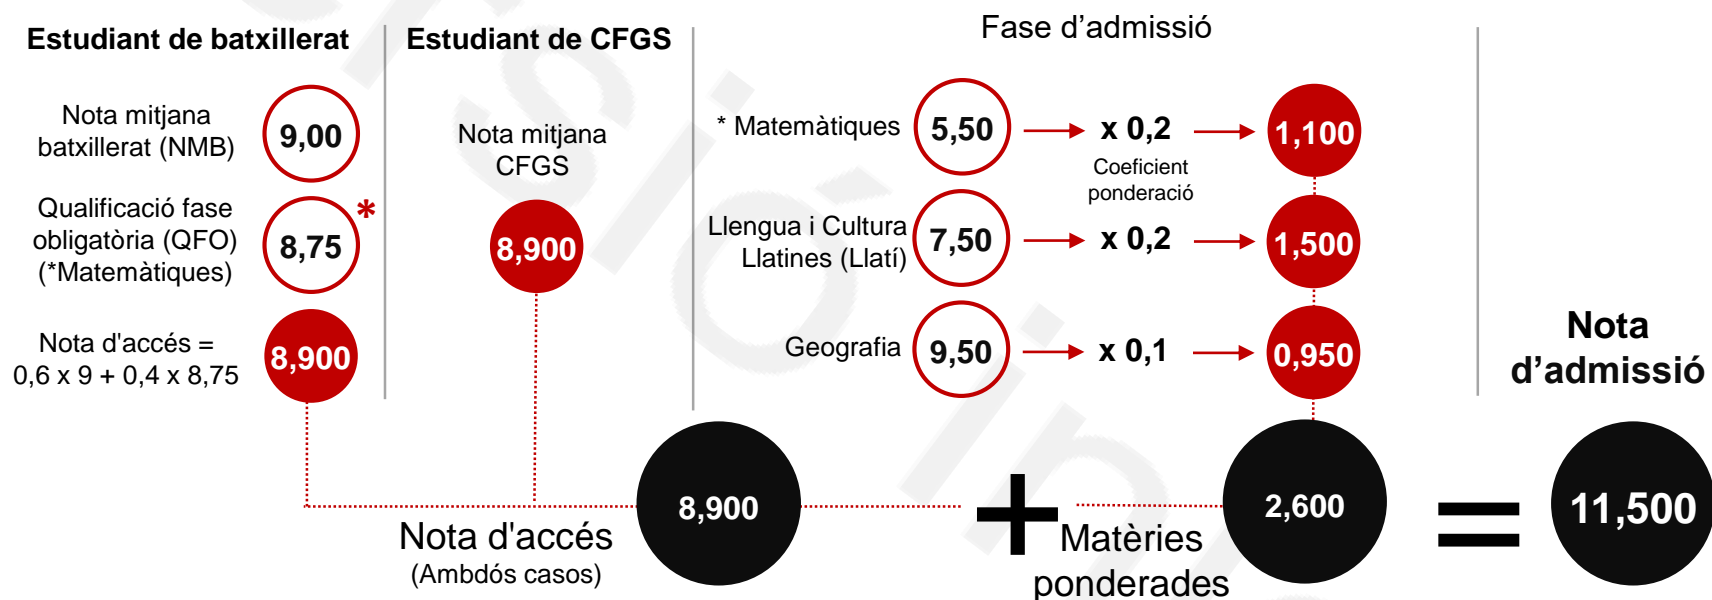 Estudiant de batxillerat
Nota mitjana
batxillerat (NMB)
9,00
Qualificació fase
obligatòria (QFO)
(*Matemàtiques)
8,75
*
Nota d'accés =
0,6 x 9 + 0,4 x 8,75
8,900
Estudiant de CFGS
Nota mitjana
CFGS
8,900
Fase d’admissió
* Matemàtiques
5,50
x 0,2
1,100
Coeficient
ponderació
Llengua i Cultura
Llatines (Llatí)
7,50
x 0,2
1,500
Geografia
9,50
x 0,1
0,950
Nota
d’admissió
Nota d'accés
(Ambdós casos)
8,900
+
Matèries
ponderades
2,600
=
11,500